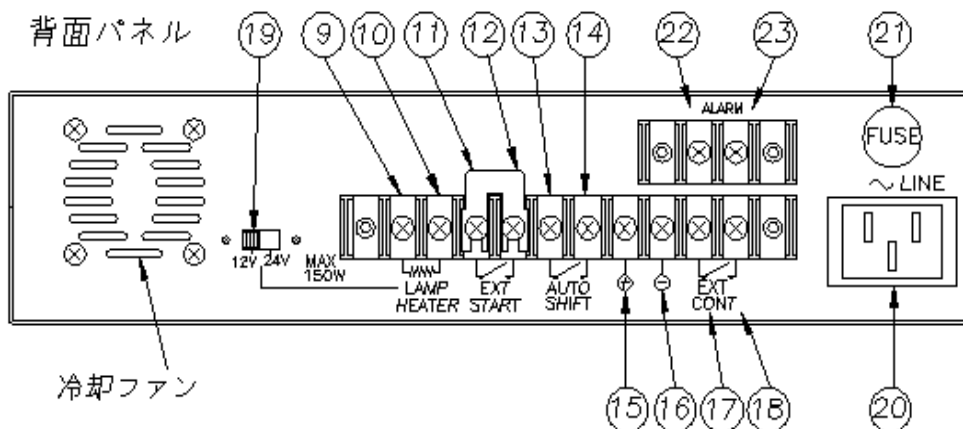 背面パネル 19 9 10 11 12 13 14 22 23 21
ALARM
FUSE
～ LINE
12V 24V
MAX
150W
LAMP
HEATER
EXT
START
AUTO
SHIFT
+
−
EXT
CONT
冷却ファン
15 16 17 18 20